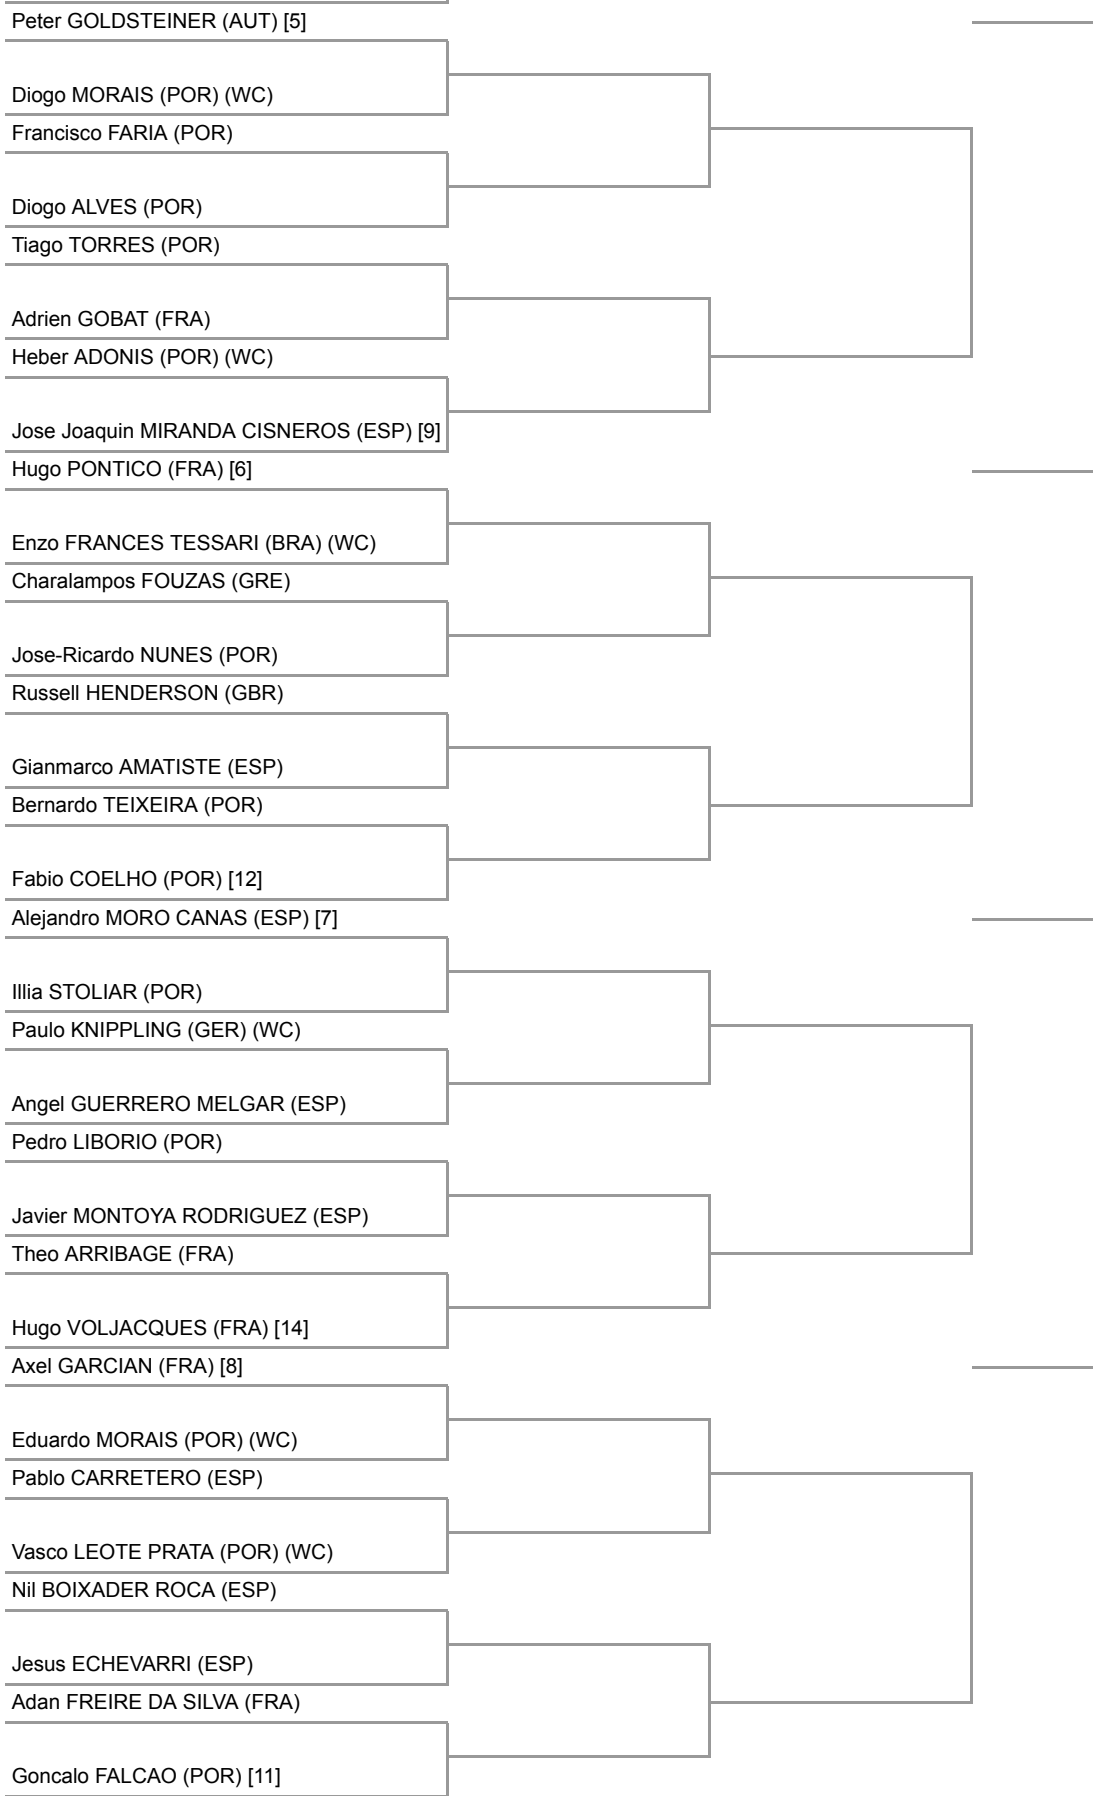 Peter GOLDSTEINER (AUT) [5]
Diogo MORAIS (POR) (WC)
Francisco FARIA (POR)
Diogo ALVES (POR)
Tiago TORRES (POR)
Adrien GOBAT (FRA)
Heber ADONIS (POR) (WC)
Jose Joaquin MIRANDA CISNEROS (ESP) [9]
Hugo PONTICO (FRA) [6]
Enzo FRANCES TESSARI (BRA) (WC)
Charalampos FOUZAS (GRE)
Jose-Ricardo NUNES (POR)
Russell HENDERSON (GBR)
Gianmarco AMATISTE (ESP)
Bernardo TEIXEIRA (POR)
Fabio COELHO (POR) [12]
Alejandro MORO CANAS (ESP) [7]
Illia STOLIAR (POR)
Paulo KNIPPLING (GER) (WC)
Angel GUERRERO MELGAR (ESP)
Pedro LIBORIO (POR)
Javier MONTOYA RODRIGUEZ (ESP)
Theo ARRIBAGE (FRA)
Hugo VOLJACQUES (FRA) [14]
Axel GARCIAN (FRA) [8]
Eduardo MORAIS (POR) (WC)
Pablo CARRETERO (ESP)
Vasco LEOTE PRATA (POR) (WC)
Nil BOIXADER ROCA (ESP)
Jesus ECHEVARRI (ESP)
Adan FREIRE DA SILVA (FRA)
Goncalo FALCAO (POR) [11]